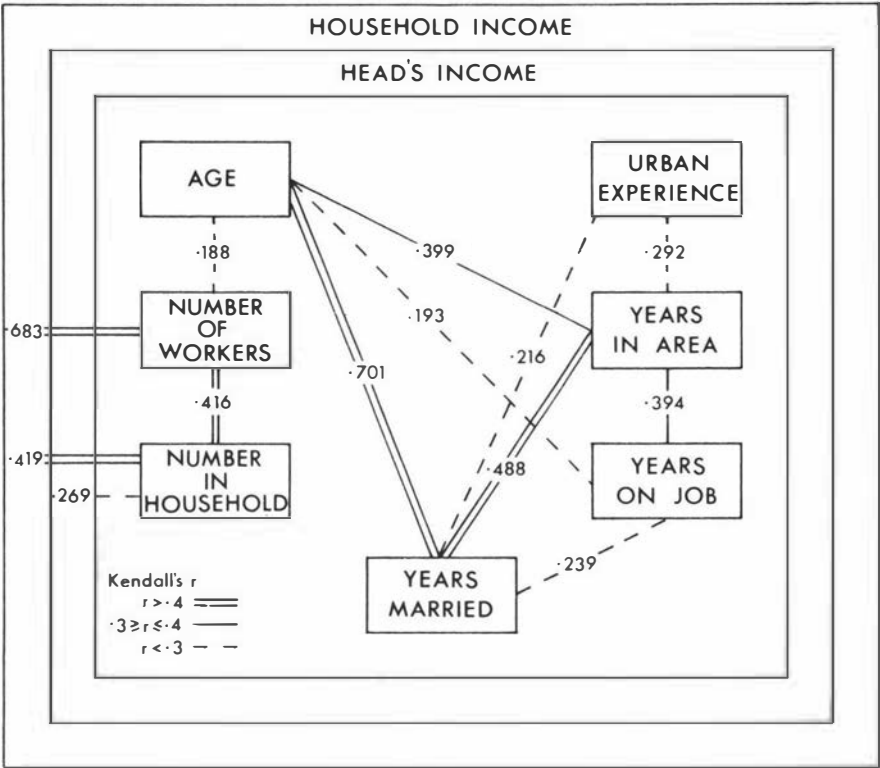 HOUSEHOLD INCOME
HEAD'S INCOME
AGE
URBAN
EXPERIENCE
·188
·399
·292
NUMBER
OF
WORKERS
YEARS
IN AREA
·683
·193
·216
·701
·416
·394
·419
NUMBER
IN
HOUSEHOLD
·269
·488
YEARS
ON JOB
YEARS
MARRIED
·239
Kendall's r
r>·4
·3≥r≤·4
r<·3